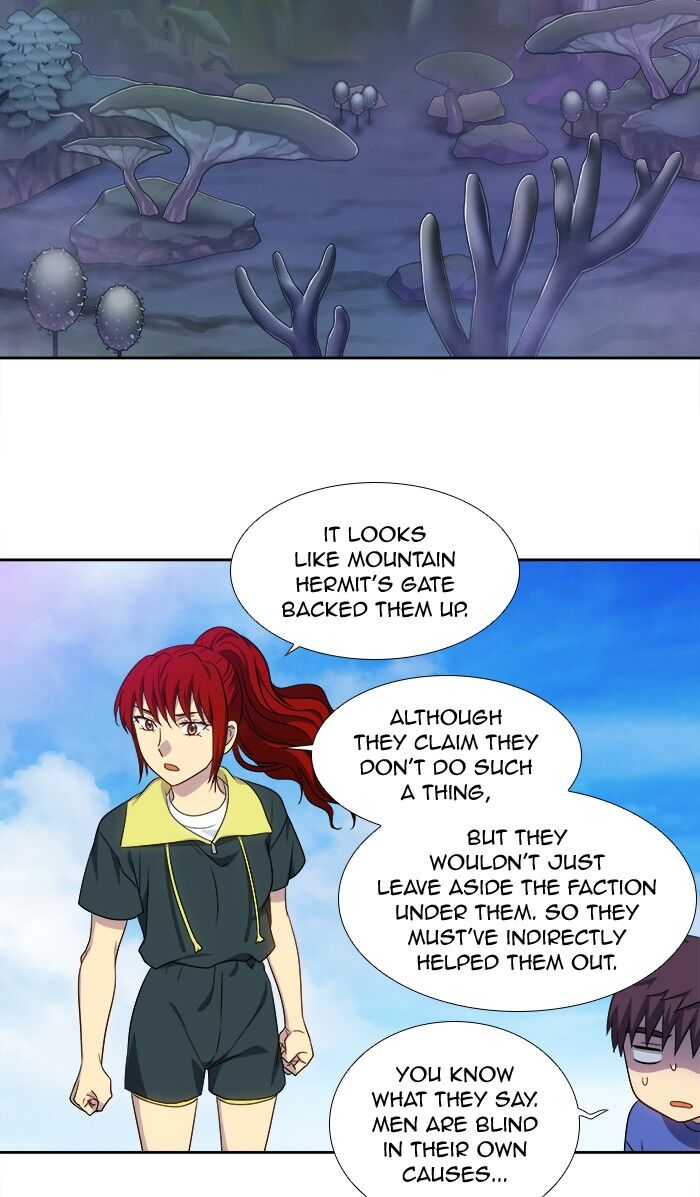 IT LOOKS
LIKE MOUNTAIN
HERMIT'S GATE
BACKED THEM UP.
ALTHOUGH
THEY CLAIM THEY
DON'T DO SUCH
A THING,
BUT THEY
WOULDN'T JUST
LEAVE ASIDE THE FACTION
UNDER THEM. SO THEY
MUST'VE INDIRECTLY
HELPED THEM OUT.
YOU KNOW
WHAT THEY SAY.
MEN ARE BLIND
IN THEIR OWN
CAUSES...